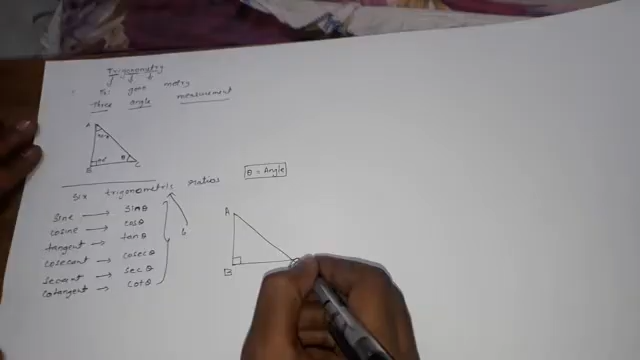 Trigonometry
Tri gono metry
Three angle measurement
A
90-θ
90°
θ
B
C
Six trigonometric ratios
θ = Angle
Sine → Sinθ
Cosine → cosθ
tangent → tanθ
cosecant → cosecθ
secant → secθ
cotangent → cotθ
6
A
B